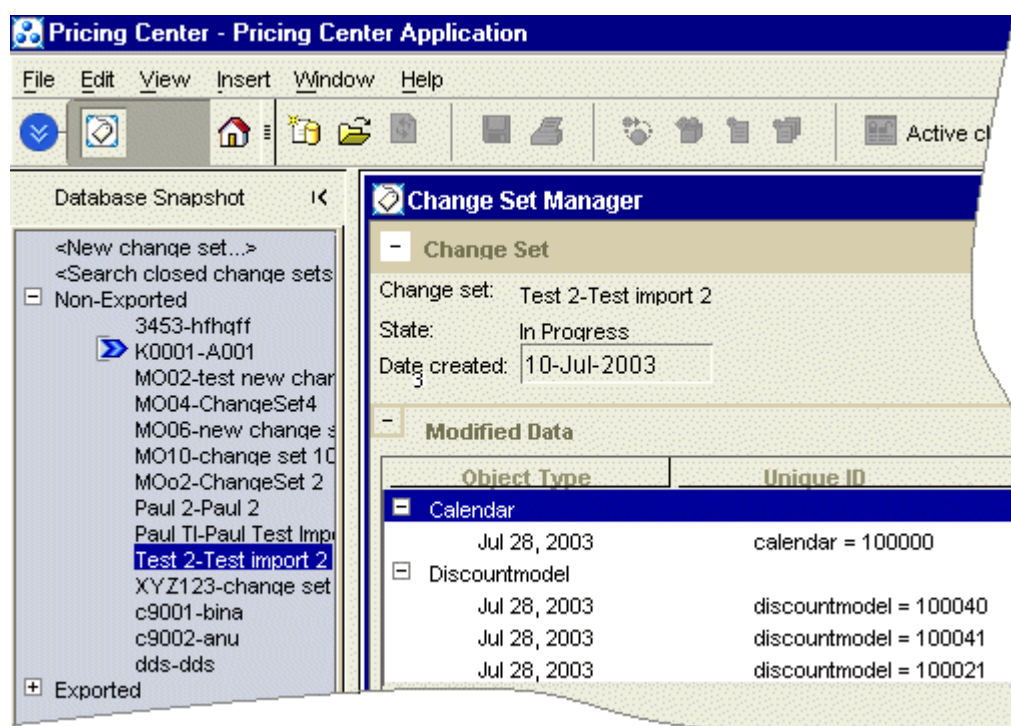 Pricing Center - Pricing Center Application
File Edit View Insert Window Help
Active cl
Database Snapshot
<New change set...>
<Search closed change sets
Non-Exported
3453-hfhgff
K0001-A001
MO02-test new char
MO04-ChangeSet4
MO06-new change s
MO10-change set 10
MOo2-ChangeSet 2
Paul 2-Paul 2
Paul TI-Paul Test Impo
Test 2-Test import 2
XYZ123-change set
c9001-bina
c9002-anu
dds-dds
Exported
Change Set Manager
Change Set
Change set: Test 2-Test import 2
State: In Progress
Date created: 10-Jul-2003
3
Modified Data
Object Type Unique ID
Calendar
Jul 28, 2003 calendar = 100000
Discountmodel
Jul 28, 2003 discountmodel = 100040
Jul 28, 2003 discountmodel = 100041
Jul 28, 2003 discountmodel = 100021